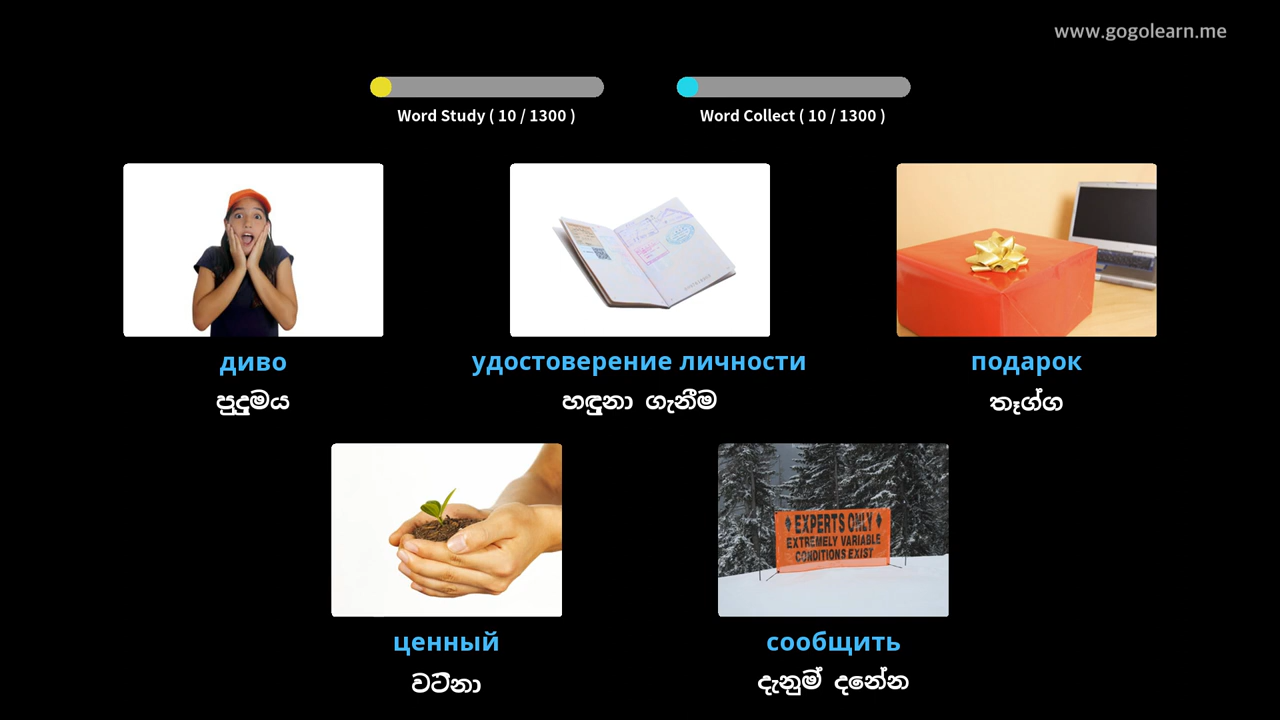 www.gogolearn.me
Word Study ( 10 / 1300 )
Word Collect ( 10 / 1300 )
диво
удостоверение личности
подарок
පුදුමය
හඳුනා ගැනීම
තෑග්ග
EXPERTS ONLY
EXTREMELY VARIABLE
CONDITIONS EXIST
ценный
сообщить
වටිනා
දැනුම් දනේන